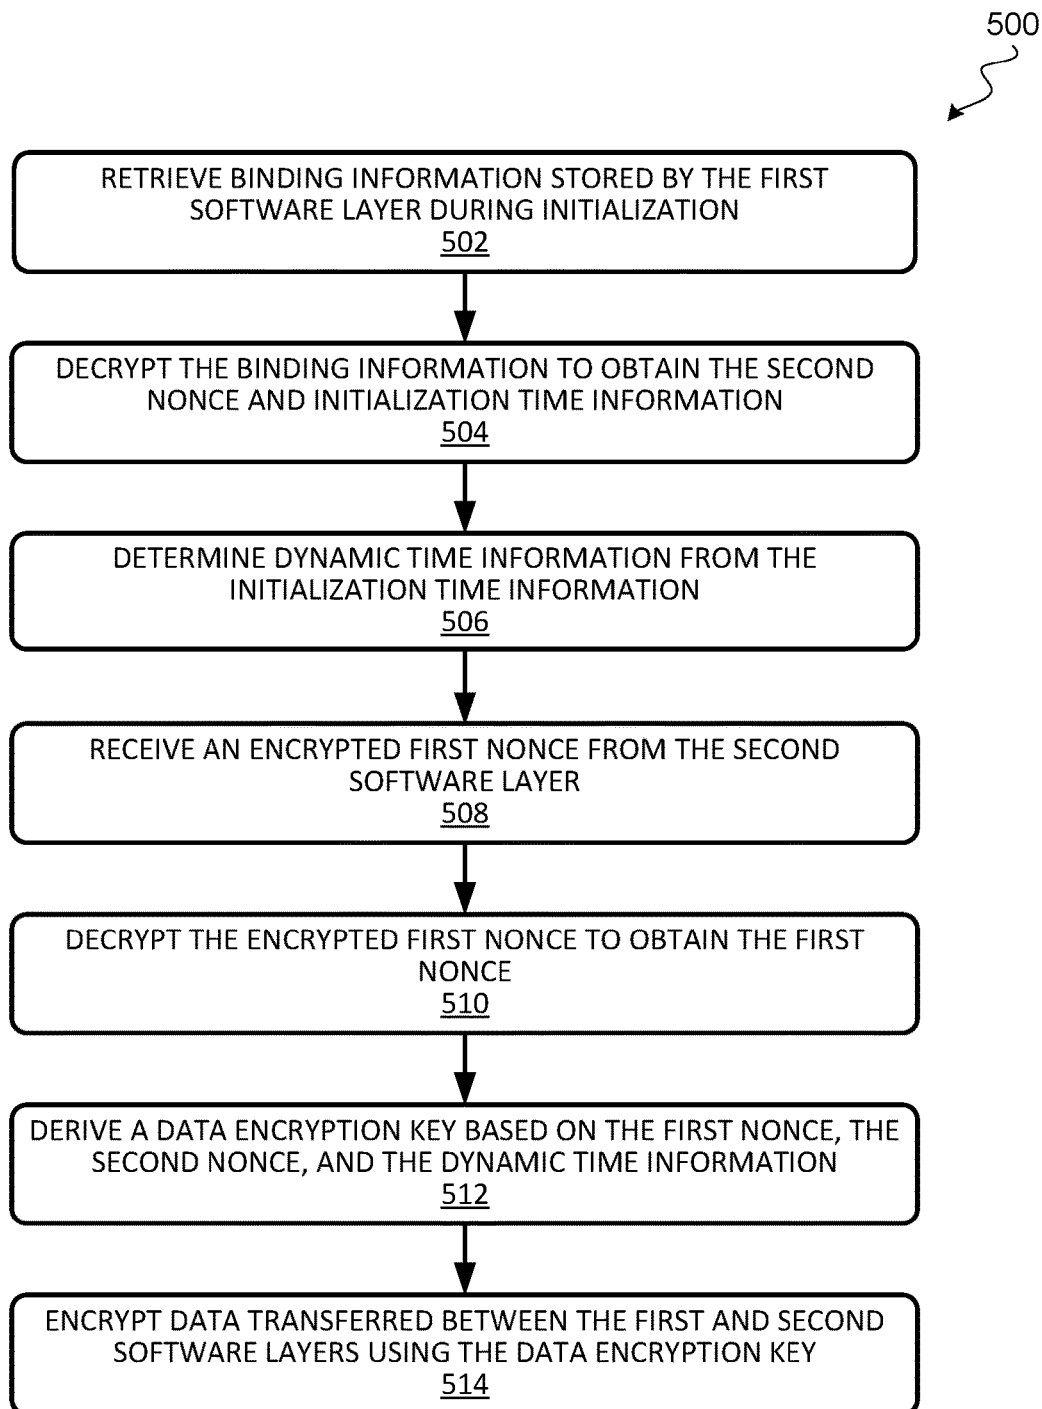 500
RETRIEVE BINDING INFORMATION STORED BY THE FIRST
SOFTWARE LAYER DURING INITIALIZATION
502
DECRYPT THE BINDING INFORMATION TO OBTAIN THE SECOND
NONCE AND INITIALIZATION TIME INFORMATION
504
DETERMINE DYNAMIC TIME INFORMATION FROM THE
INITIALIZATION TIME INFORMATION
506
RECEIVE AN ENCRYPTED FIRST NONCE FROM THE SECOND
SOFTWARE LAYER
508
DECRYPT THE ENCRYPTED FIRST NONCE TO OBTAIN THE FIRST
NONCE
510
DERIVE A DATA ENCRYPTION KEY BASED ON THE FIRST NONCE, THE
SECOND NONCE, AND THE DYNAMIC TIME INFORMATION
512
ENCRYPT DATA TRANSFERRED BETWEEN THE FIRST AND SECOND
SOFTWARE LAYERS USING THE DATA ENCRYPTION KEY
514